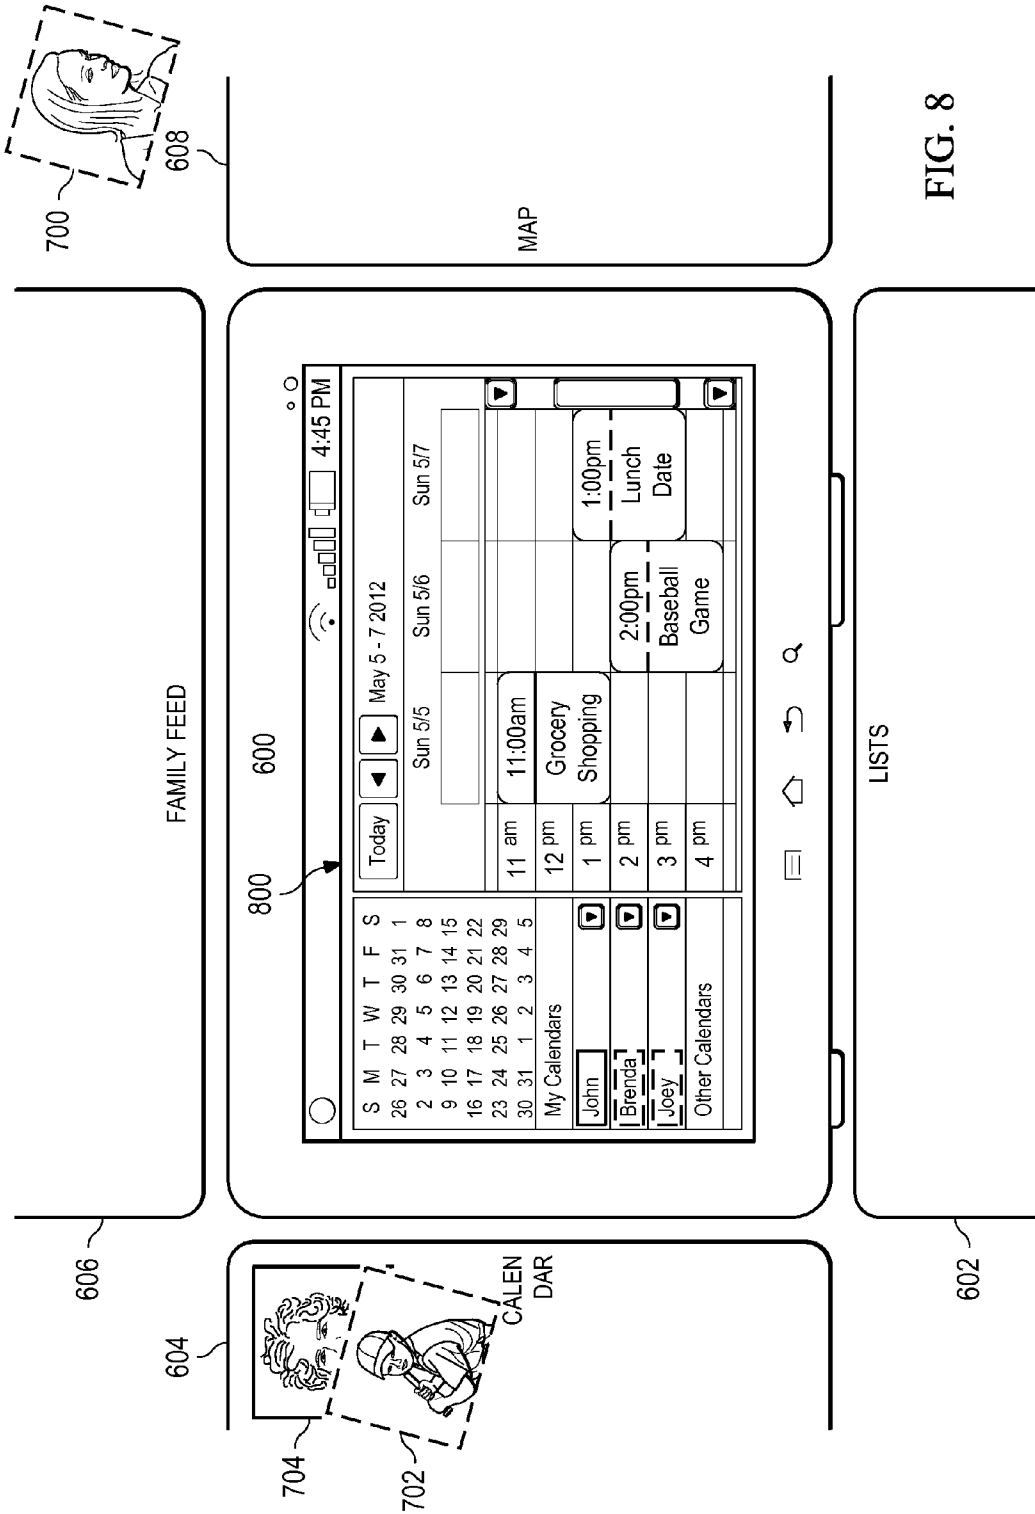 700
608
FAMILY FEED
MAP
606
604
600
800
4:45 PM
S M T W T F S
26 27 28 29 30 31 1
2 3 4 5 6 7 8
9 10 11 12 13 14 15
16 17 18 19 20 21 22
23 24 25 26 27 28 29
30 31 1 2 3 4 5
My Calendars
John
Brenda
Joey
Other Calendars
Today
May 5 - 7 2012
Sun 5/5 Sun 5/6 Sun 5/7
11 am
12 pm
1 pm
2 pm
3 pm
4 pm
11:00am
Grocery
Shopping
2:00pm
Baseball
Game
1:00pm
Lunch
Date
704
702
CALEN
DAR
LISTS
602
FIG. 8